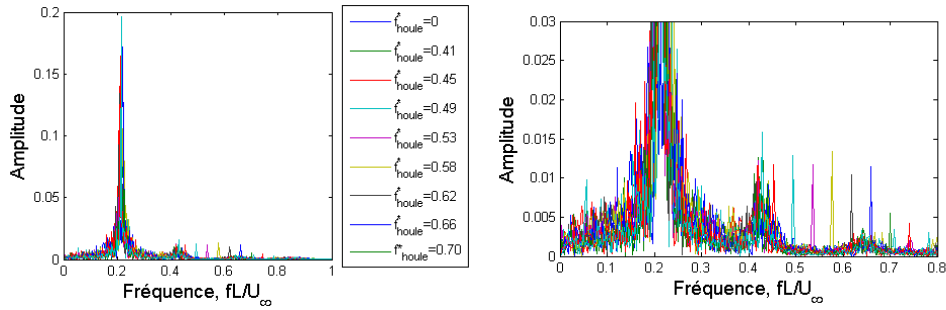 0.2
0.15
0.1
0.05
0
Amplitude
0 0.2 0.4 0.6 0.8 1
Fréquence, fL/U∞
f*houle=0
f*houle=0.41
f*houle=0.45
f*houle=0.49
f*houle=0.53
f*houle=0.58
f*houle=0.62
f*houle=0.66
f*houle=0.70
0.03
0.025
0.02
0.015
0.01
0.005
0
Amplitude
0 0.1 0.2 0.3 0.4 0.5 0.6 0.7 0.8
Fréquence, fL/U∞